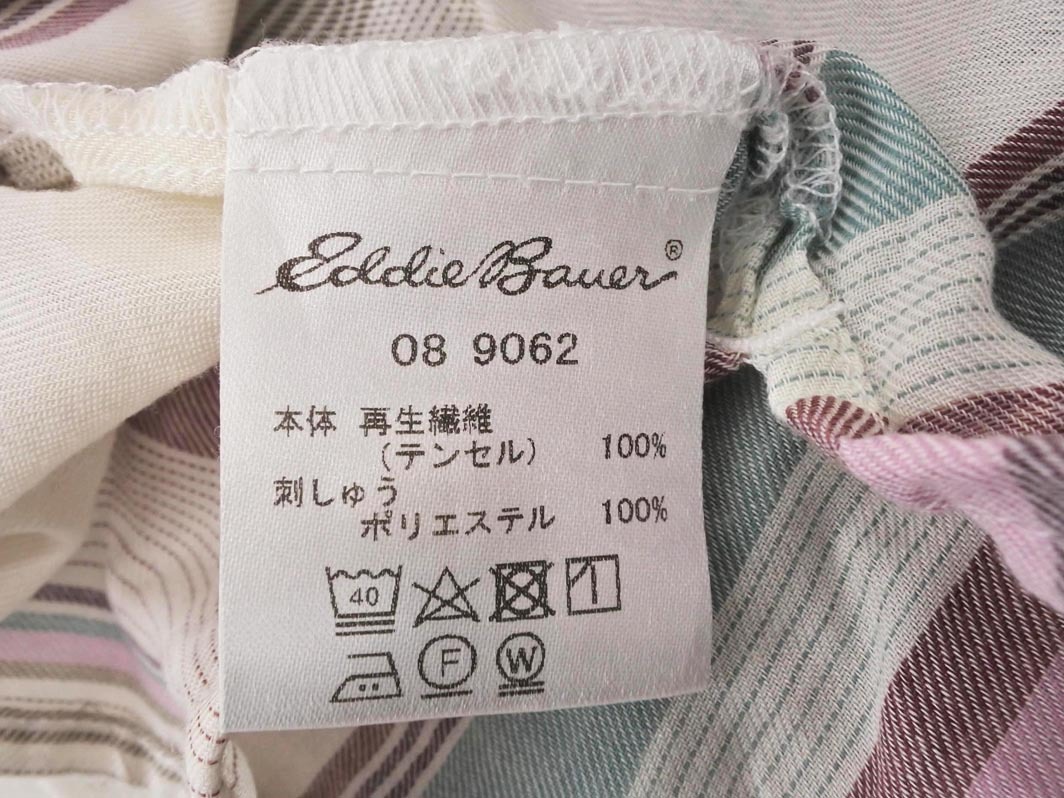 Eddie Bauer®
08 9062
本体 再生繊維
(テンセル) 100%
刺しゅう
ポリエステル 100%
40
F W